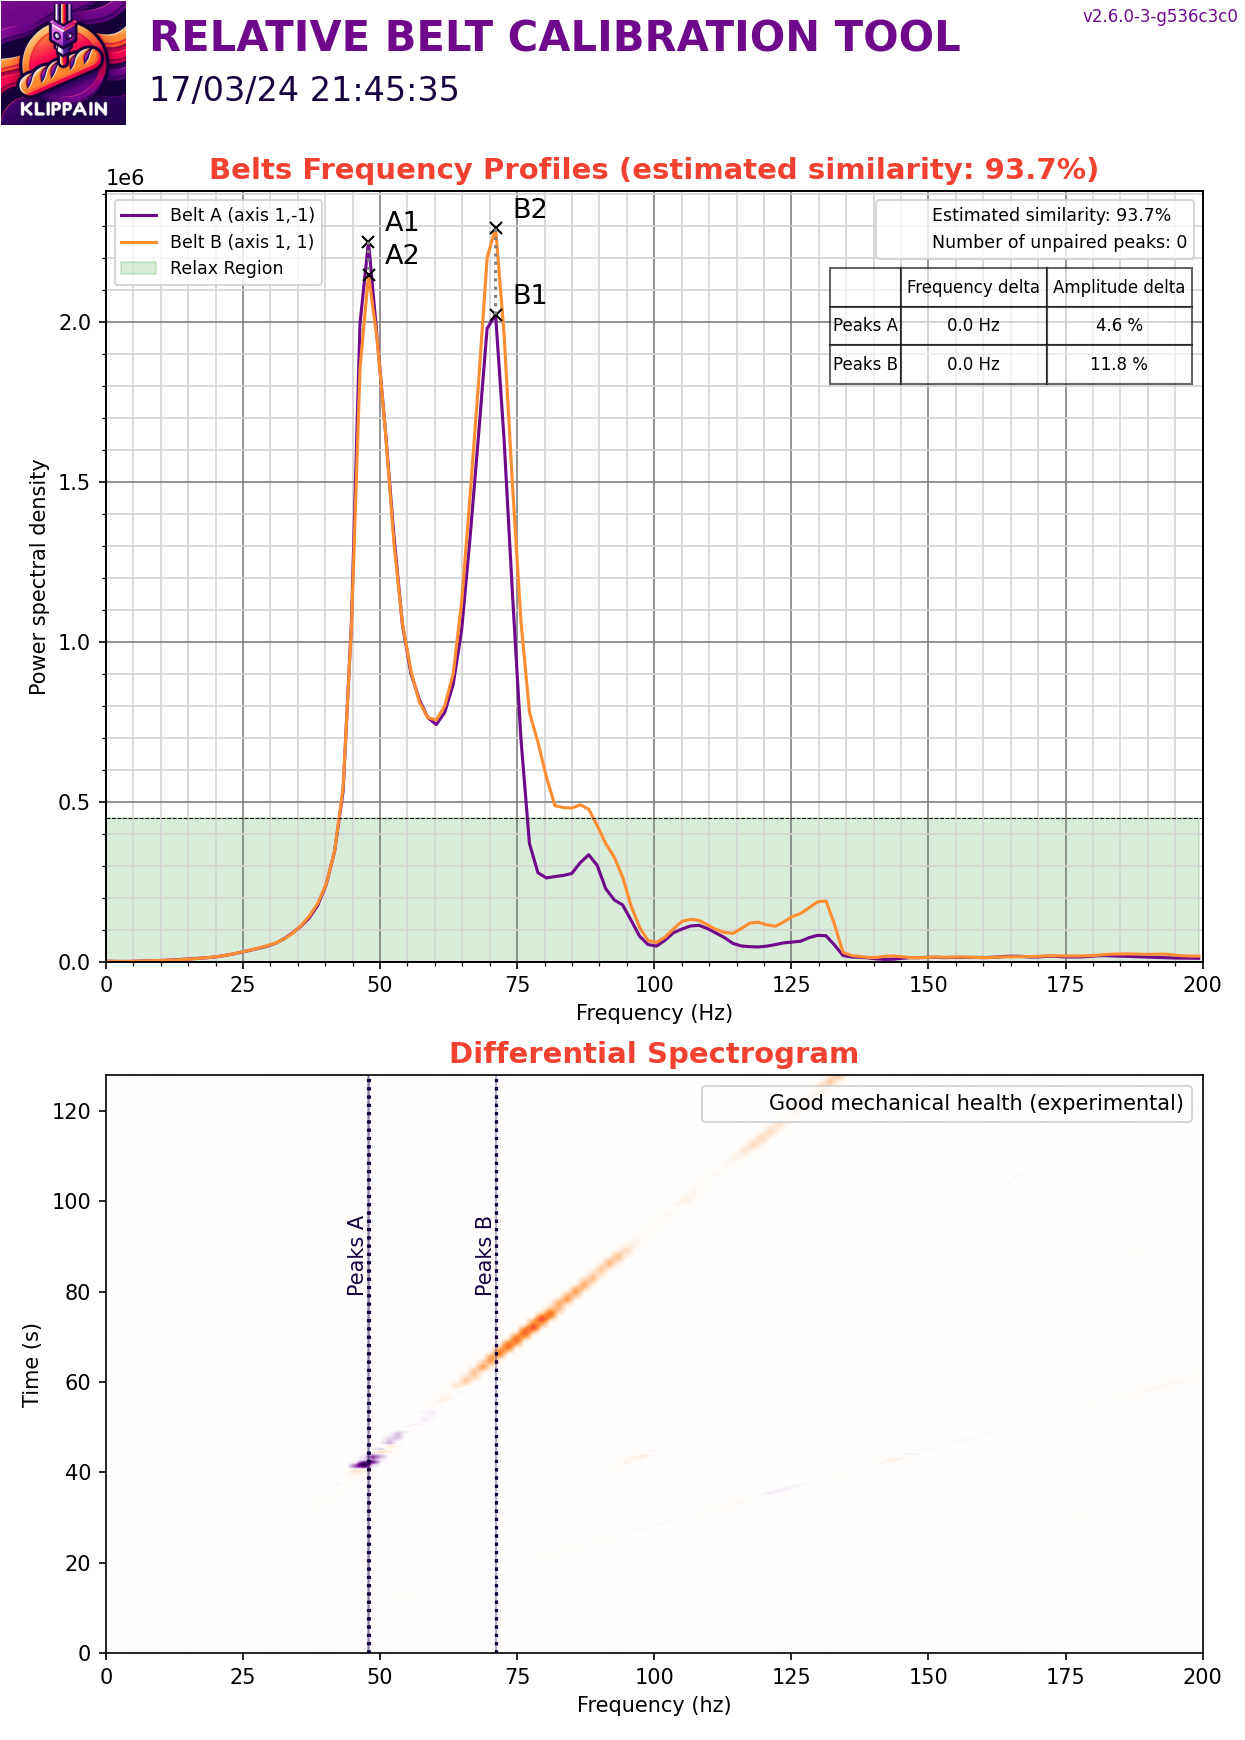 KLIPPAIN
RELATIVE BELT CALIBRATION TOOL
17/03/24 21:45:35
v2.6.0-3-g536c3c0
Belts Frequency Profiles (estimated similarity: 93.7%)
1e6
Belt A (axis 1,-1)
Belt B (axis 1, 1)
Relax Region
A1
A2
B2
B1
Estimated similarity: 93.7%
Number of unpaired peaks: 0
Frequency delta Amplitude delta
Peaks A 0.0 Hz 4.6 %
Peaks B 0.0 Hz 11.8 %
Power spectral density
2.0
1.5
1.0
0.5
0.0
0 25 50 75 100 125 150 175 200
Frequency (Hz)
Differential Spectrogram
Good mechanical health (experimental)
Peaks A
Peaks B
Time (s)
120
100
80
60
40
20
0
0 25 50 75 100 125 150 175 200
Frequency (hz)